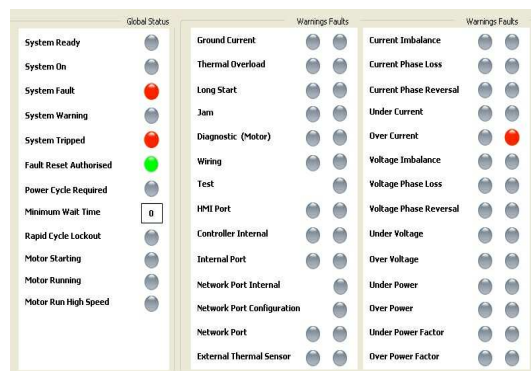 Global Status
System Ready
System On
System Fault
System Warning
System Tripped
Fault Reset Authorised
Power Cycle Required
Minimum Wait Time 0
Rapid Cycle Lockout
Motor Starting
Motor Running
Motor Run High Speed
Warnings Faults
Ground Current
Thermal Overload
Long Start
Jam
Diagnostic (Motor)
Wiring
Test
HMI Port
Controller Internal
Internal Port
Network Port Internal
Network Port Configuration
Network Port
External Thermal Sensor
Warnings Faults
Current Imbalance
Current Phase Loss
Current Phase Reversal
Under Current
Over Current
Voltage Imbalance
Voltage Phase Loss
Voltage Phase Reversal
Under Voltage
Over Voltage
Under Power
Over Power
Under Power Factor
Over Power Factor